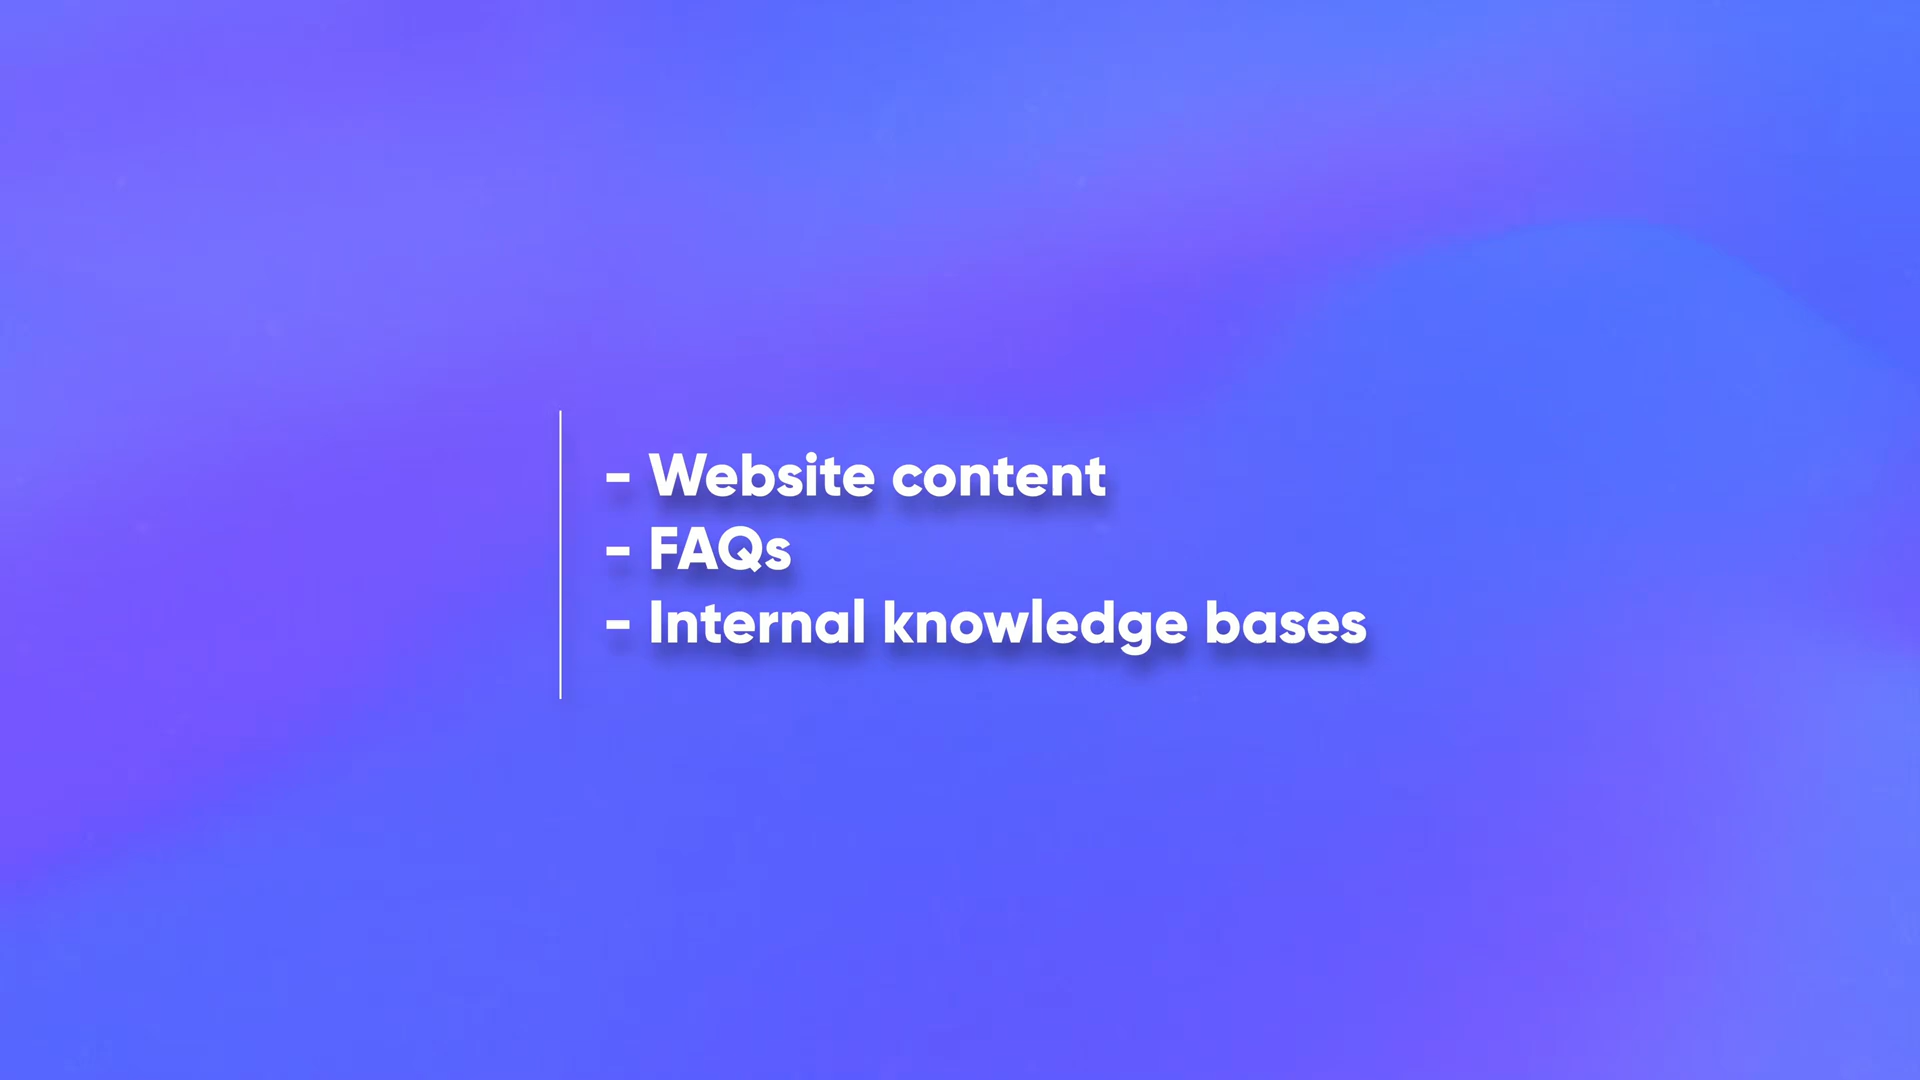 - Website content
- FAQs
- Internal knowledge bases